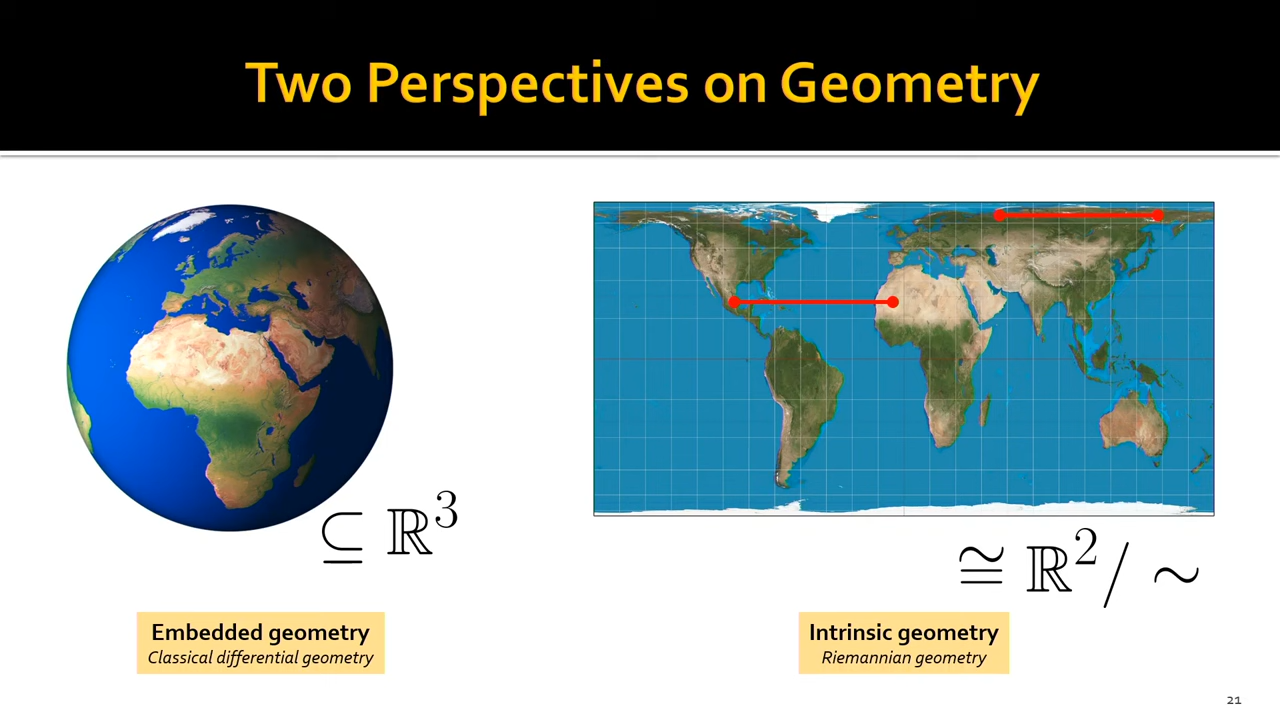 Two Perspectives on Geometry
⊆ ℝ³
≅ ℝ²/ ∼
Embedded geometry
Classical differential geometry
Intrinsic geometry
Riemannian geometry
21